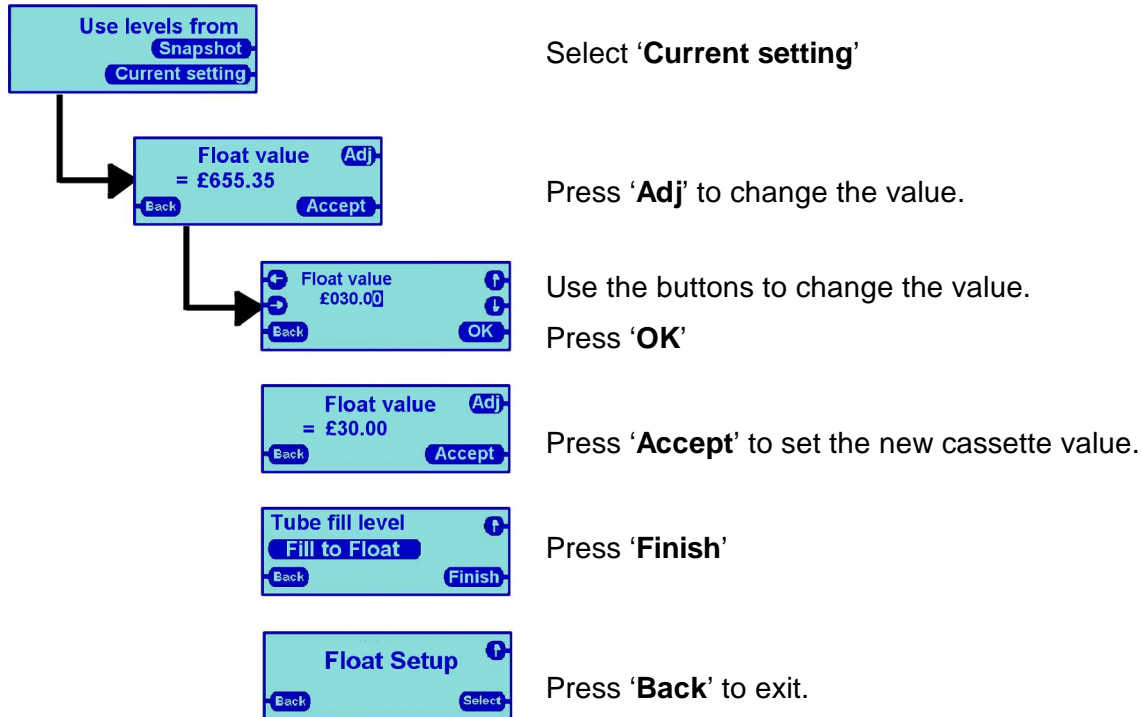 Use levels from
Snapshot
Current setting
Select ‘Current setting’
Float value Adj
= £655.35
Back Accept
Press ‘Adj’ to change the value.
Float value
£030.00
Back OK
Use the buttons to change the value.
Press ‘OK’
Float value Adj
= £30.00
Back Accept
Press ‘Accept’ to set the new cassette value.
Tube fill level
Fill to Float
Back Finish
Press ‘Finish’
Float Setup
Back Select
Press ‘Back’ to exit.